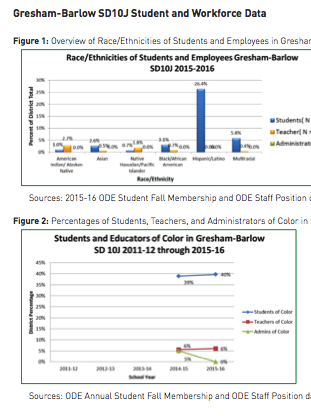 Gresham-Barlow SD10J Student and Workforce Data
Figure 1: Overview of Race/Ethnicities of Students and Employees in Gresham
Race/Ethnicities of Students and Employees Gresham-Barlow
SD10J 2015-2016
Percent of District Total
30%
25%
20%
15%
10%
5%
0%
26.4%
5.8%
2.7%
American Indian/ Alaskan Native
Asian
Native Hawaiian/Pacific Islander
Black/African American
Hispanic/Latino
Multiracial
Race/Ethnicity
Students( N
Teacher( N =
Administrat
Sources: 2015-16 ODE Student Fall Membership and ODE Staff Position d
Figure 2: Percentages of Students, Teachers, and Administrators of Color in
Students and Educators of Color in Gresham-Barlow
SD 10J 2011-12 through 2015-16
District Percentage
45%
40%
35%
30%
25%
20%
15%
10%
5%
0%
39%
40%
6%
6%
5%
0%
2011-12
2012-13
2013-14
2014-15
2015-16
School Year
Students of Color
Teachers of Color
Admins of Color
Sources: ODE Annual Student Fall Membership and ODE Staff Position d